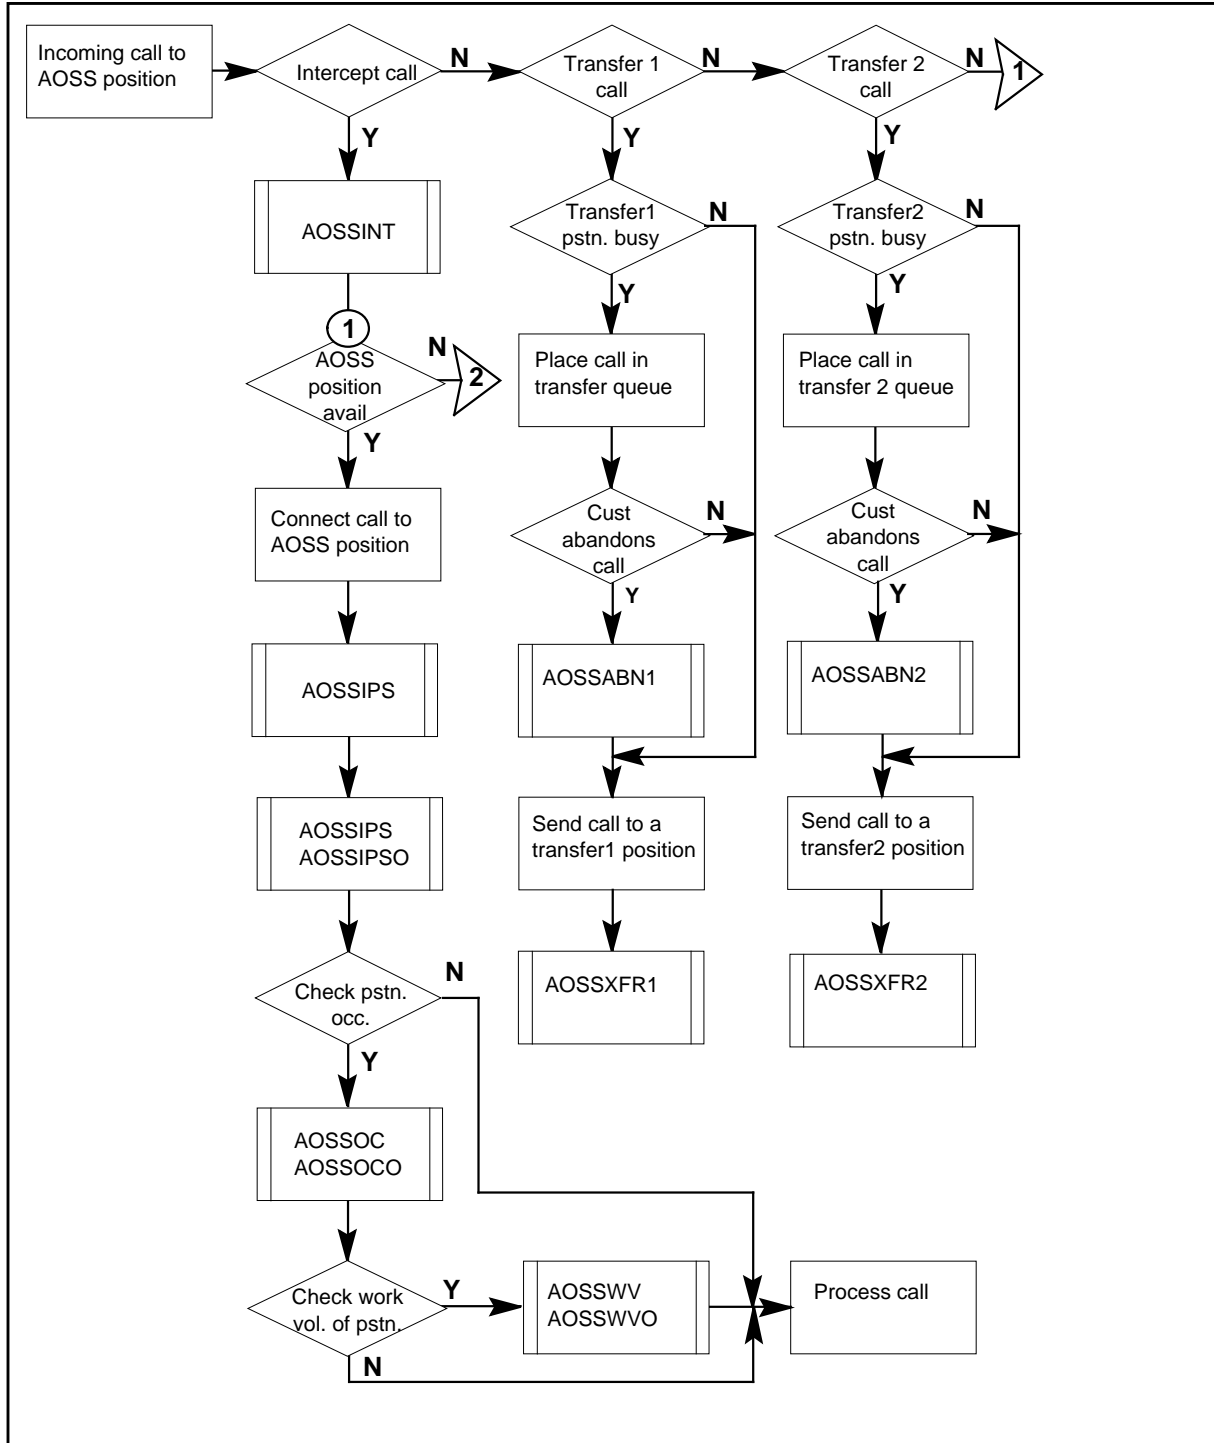 Incoming call to
AOSS position
Intercept call
N
Transfer 1
call
N
Transfer 2
call
N
1
Y
Y
Y
AOSSINT
Transfer1
pstn. busy
N
Transfer2
pstn. busy
N
Y
Y
1
AOSS
position
avail
N
2
Y
Place call in
transfer queue
Place call in
transfer 2 queue
Connect call to
AOSS position
Cust
abandons
call
N
Cust
abandons
call
N
Y
Y
AOSSIPS
AOSSABN1
AOSSABN2
AOSSIPS
AOSSIPSO
Send call to a
transfer1 position
Send call to a
transfer2 position
Check pstn.
occ.
N
Y
AOSSXFR1
AOSSXFR2
AOSSOC
AOSSOCO
Check work
vol. of pstn.
Y
N
AOSSWV
AOSSWVO
Process call